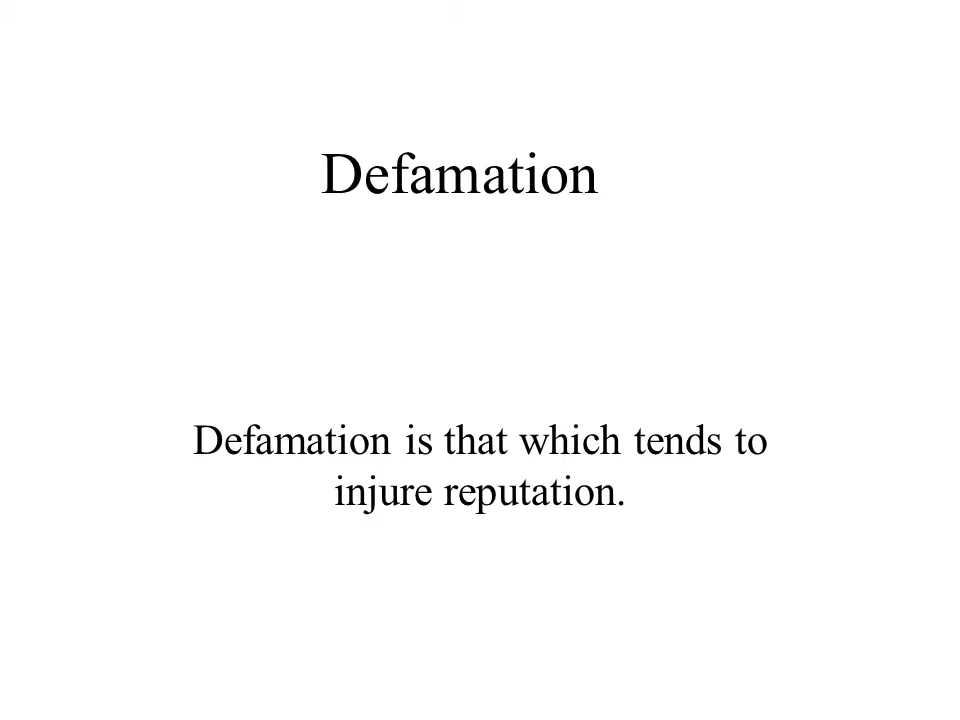 Defamation
Defamation is that which tends to
injure reputation.